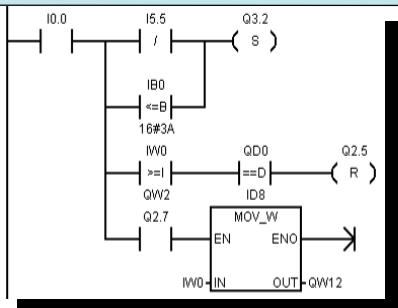 I0.0 I5.5 Q3.2
/ S
IB0
<=B
16#3A
IW0 QD0 Q2.5
>=I ==D R
QW2 ID8
Q2.7 MOV_W
EN ENO
IW0 IN OUT QW12